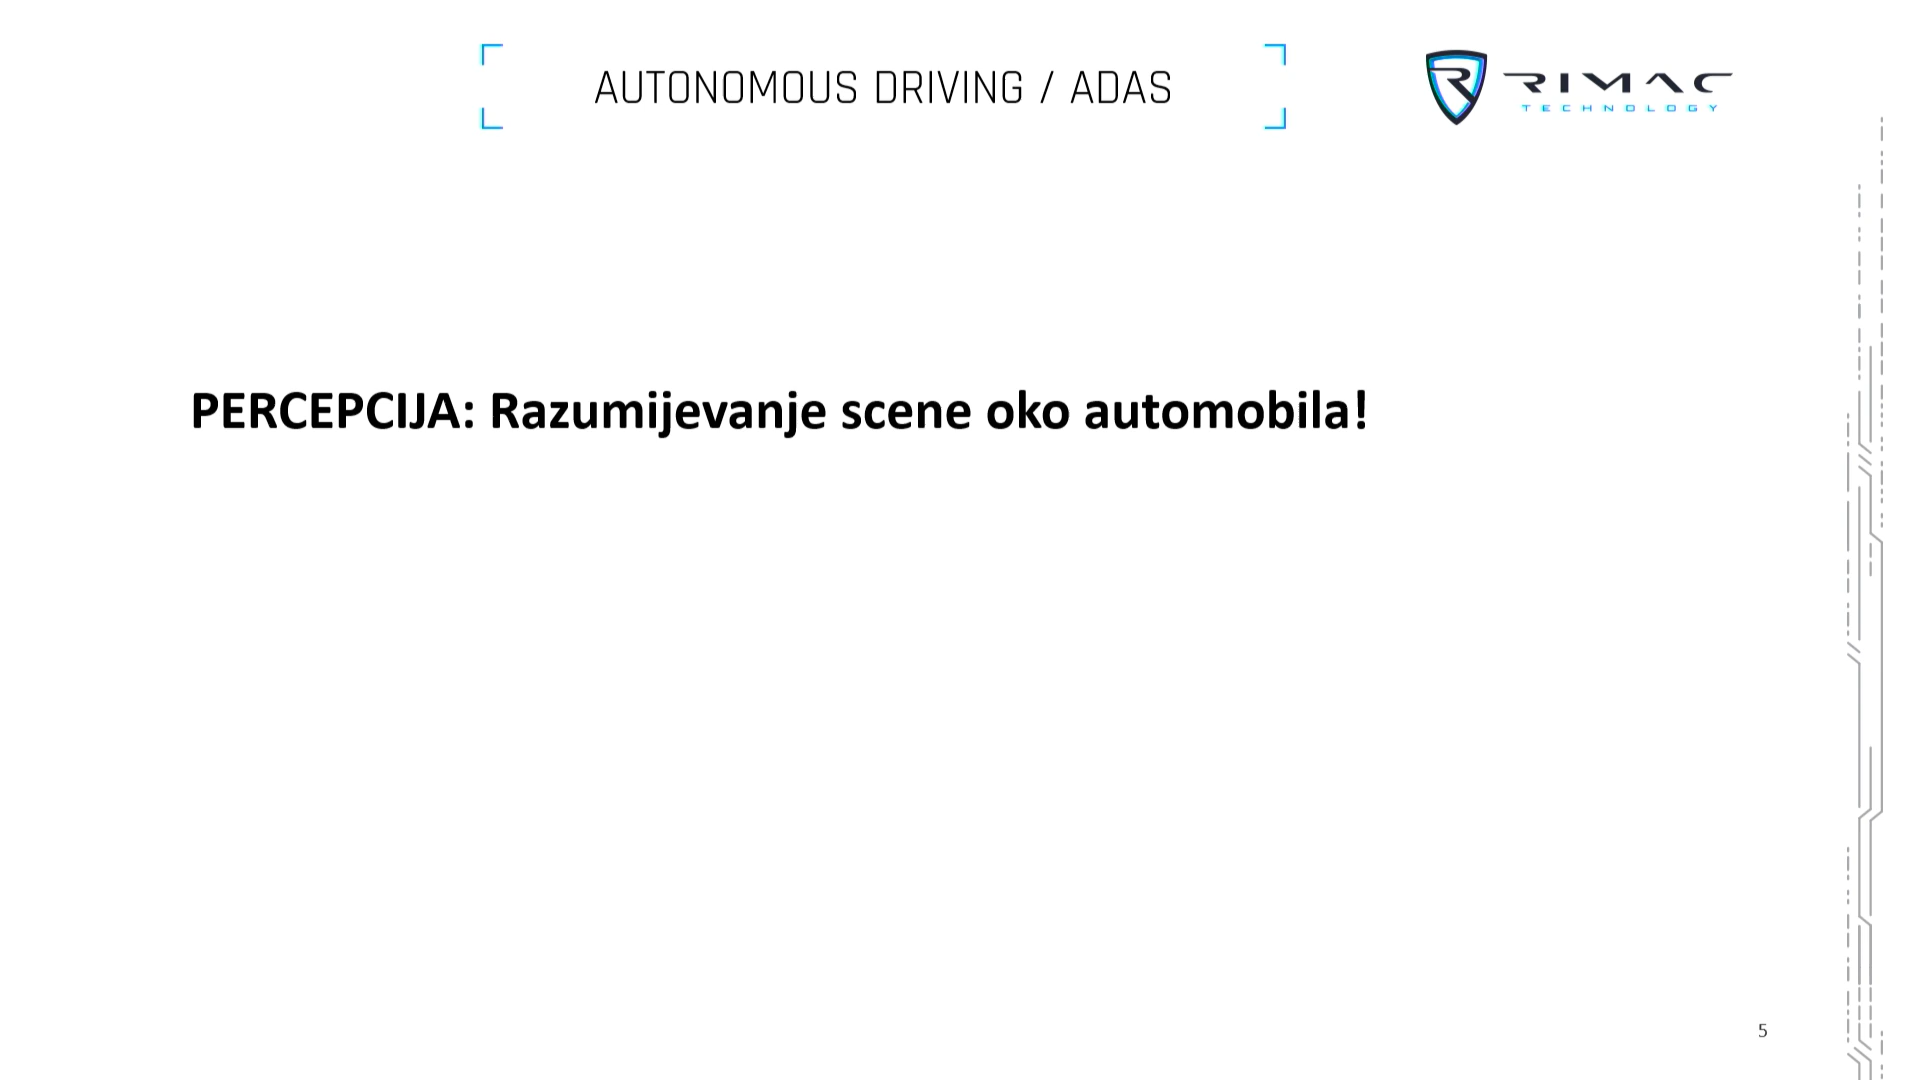 AUTONOMOUS DRIVING / ADAS
RIMAC
TECHNOLOGY
PERCEPCIJA: Razumijevanje scene oko automobila!
5